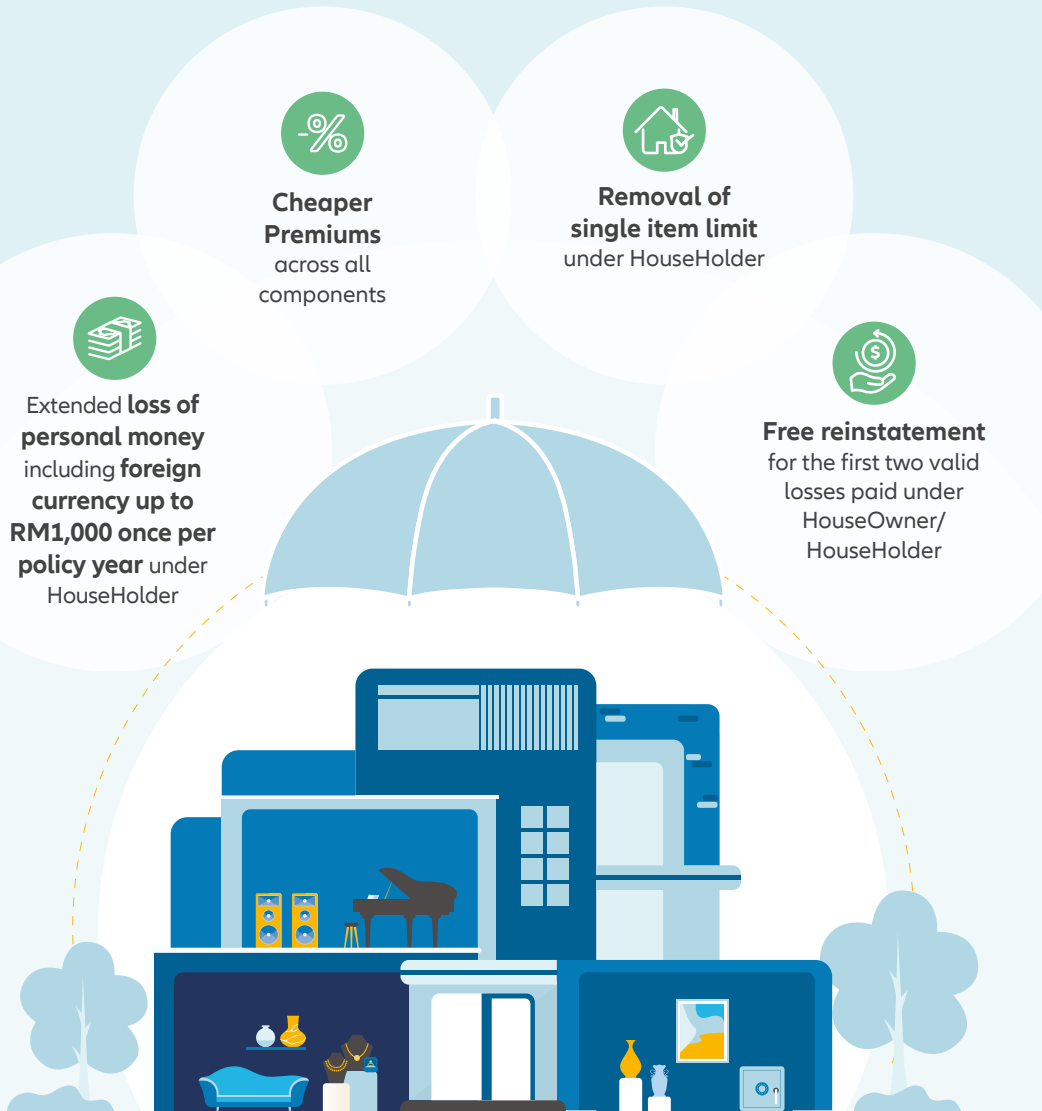 Cheaper
Premiums
across all
components
Removal of
single item limit
under HouseHolder
Extended loss of
personal money
including foreign
currency up to
RM1,000 once per
policy year under
HouseHolder
Free reinstatement
for the first two valid
losses paid under
HouseOwner/
HouseHolder